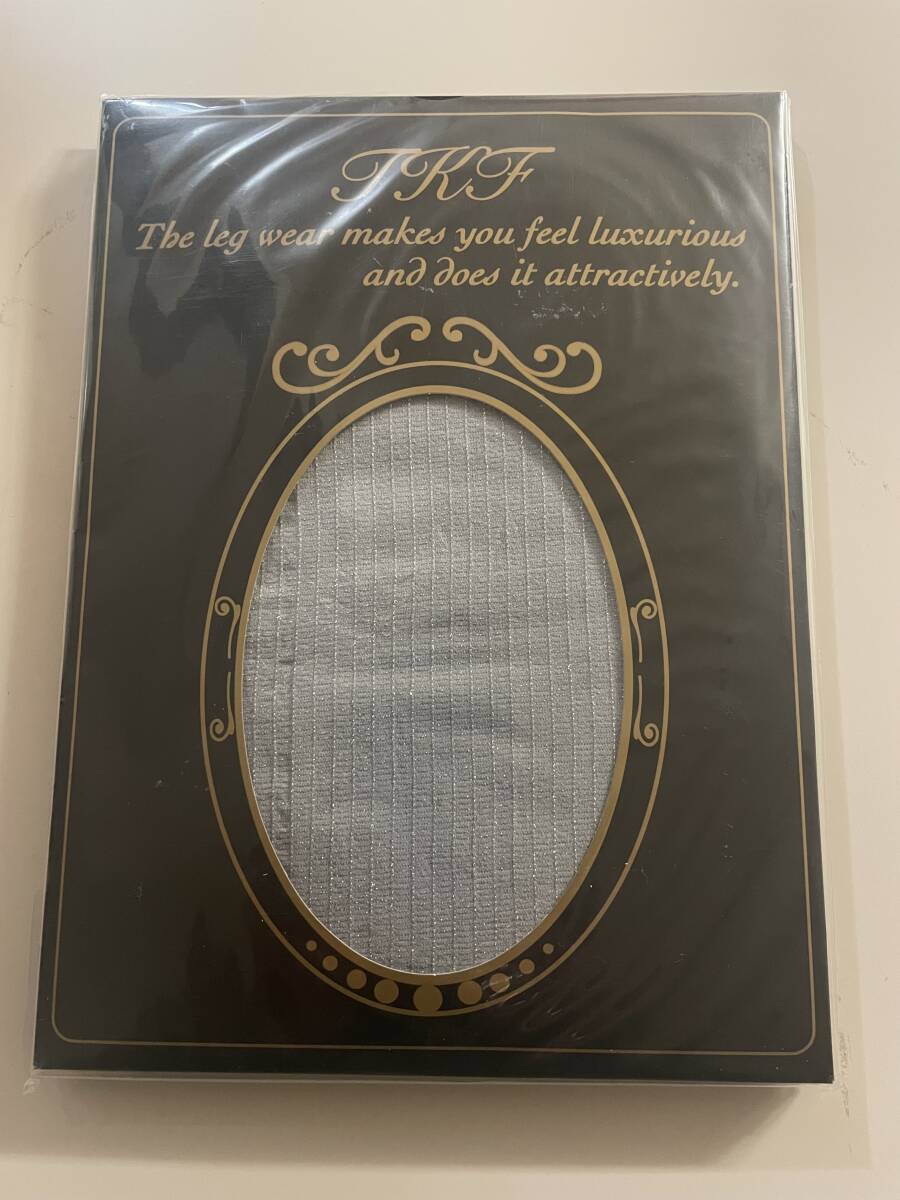 TKF
The leg wear makes you feel luxurious
and does it attractively.